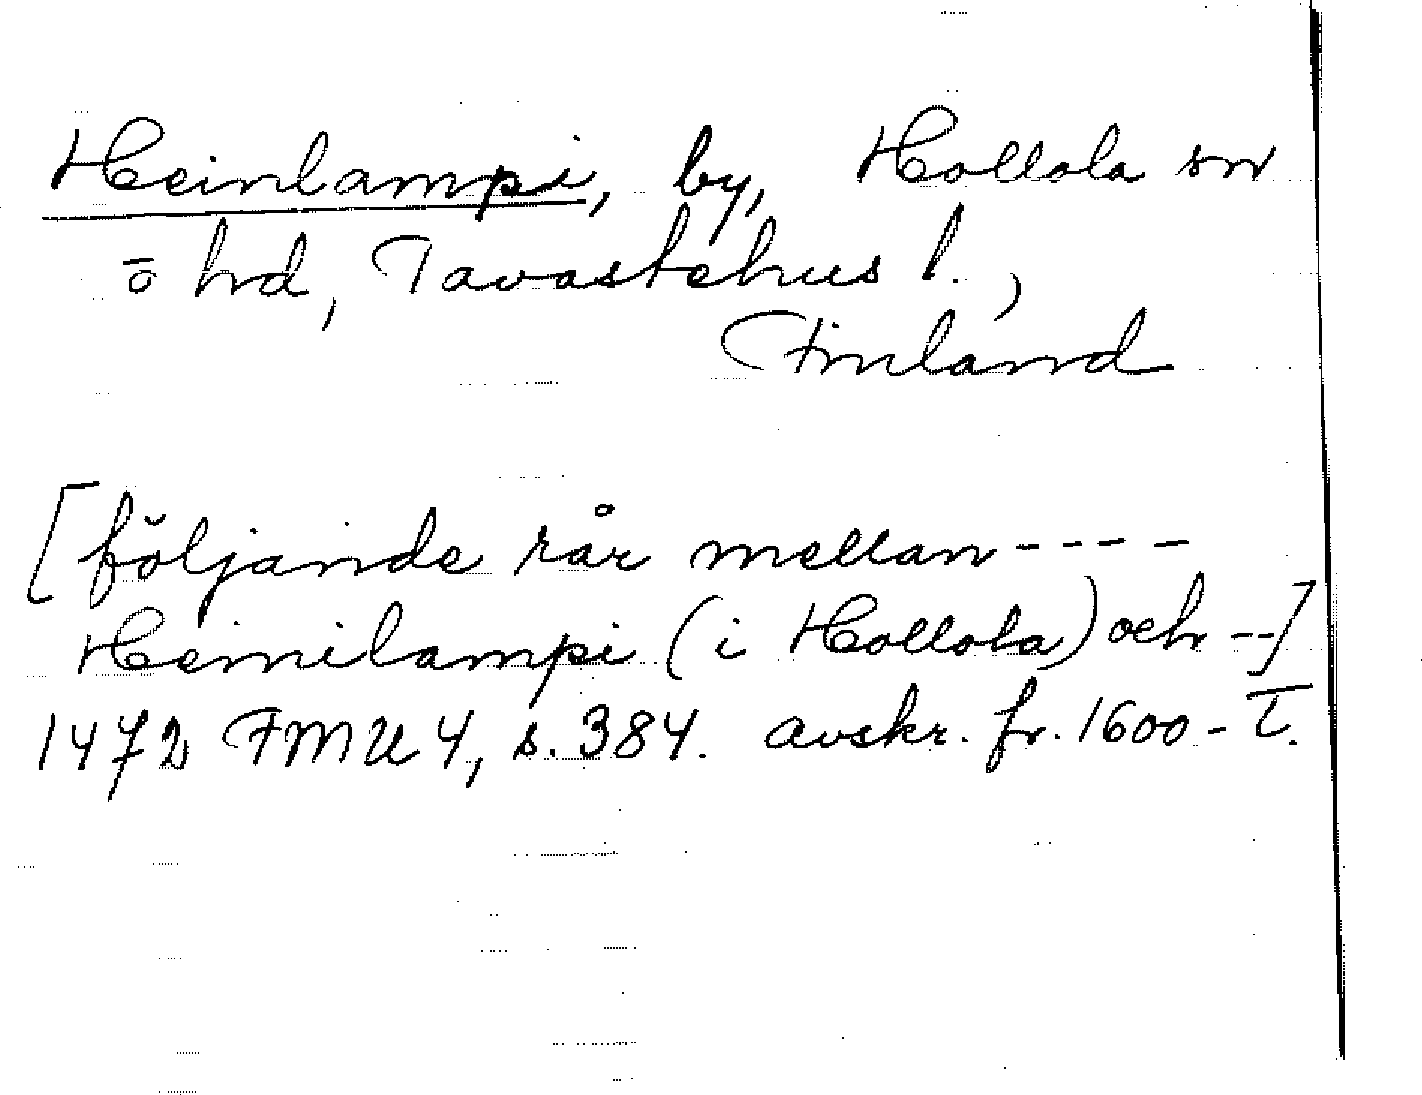 Heinlampi, by, Hollola sn
o hd, Tavastehus l.,
Finland
[följande rår mellan ----
Heinilampi (i Hollola) och --]
1472 FMU 4, s. 384. avskr. fr. 1600-t.